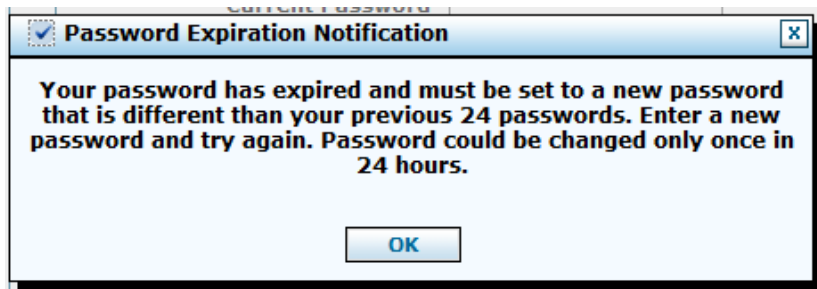 Current Password
Password Expiration Notification
Your password has expired and must be set to a new password
that is different than your previous 24 passwords. Enter a new
password and try again. Password could be changed only once in
24 hours.
OK